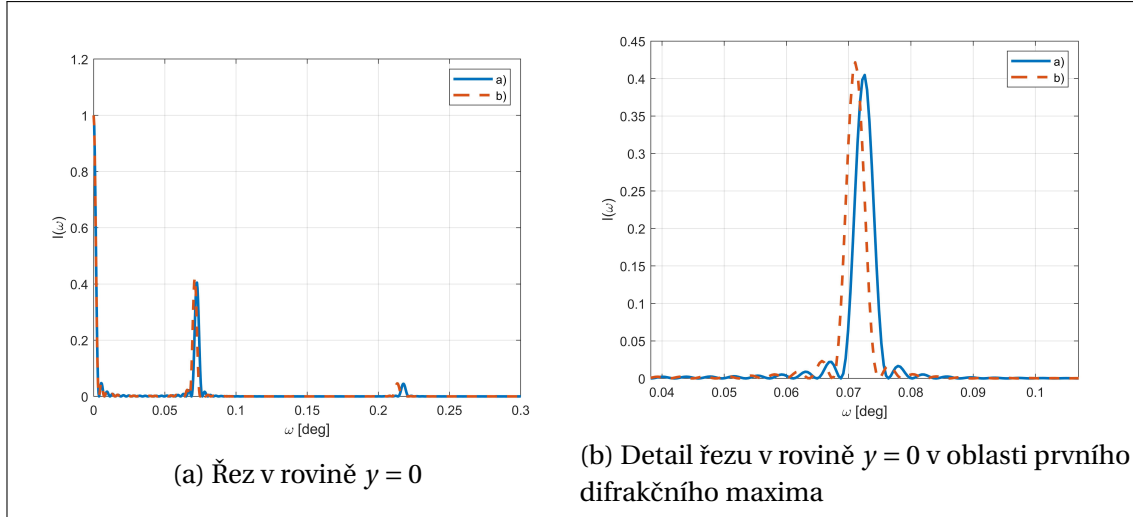 1.2
1
0.8
0.6
0.4
0.2
0
I(ω)
0
0.05
0.1
0.15
0.2
0.25
0.3
ω [deg]
a)
b)
(a) Řez v rovině y = 0
0.45
0.4
0.35
0.3
0.25
0.2
0.15
0.1
0.05
0
I(ω)
0.04
0.05
0.06
0.07
0.08
0.09
0.1
ω [deg]
a)
b)
(b) Detail řezu v rovině y = 0 v oblasti prvního
difrakčního maxima